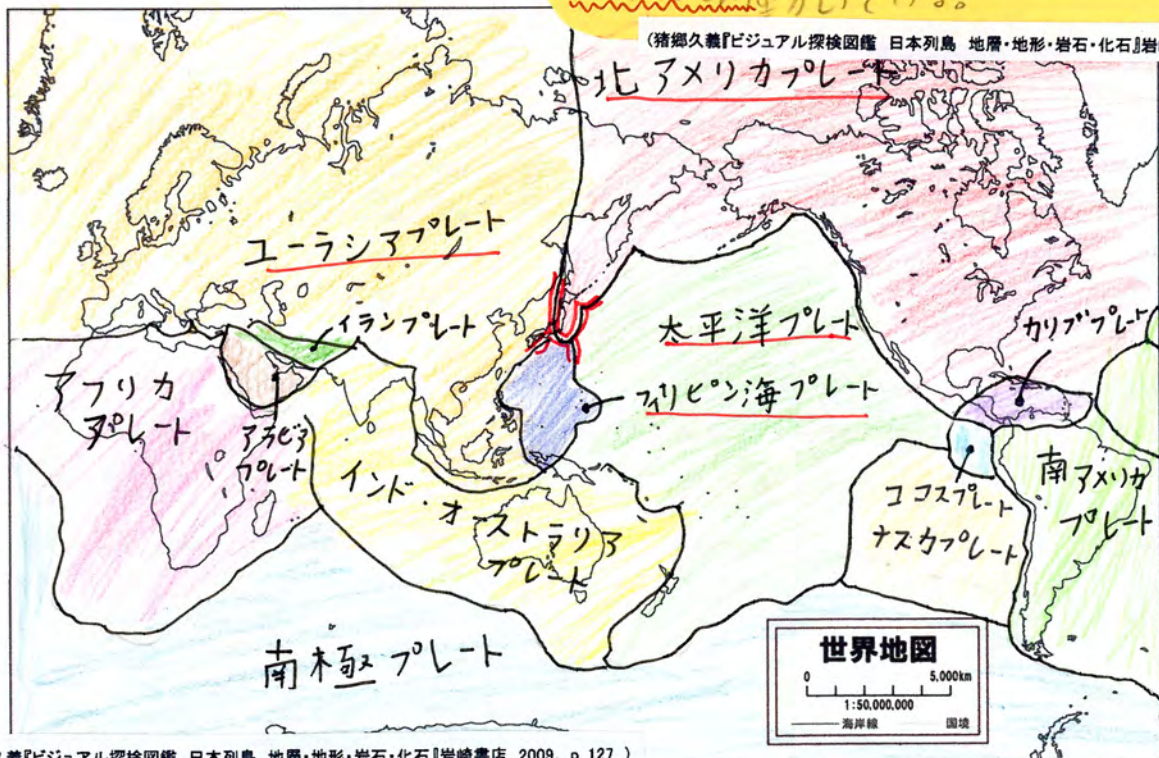 (猪郷久義『ビジュアル探検図鑑 日本列島 地層・地形・岩石・化石』岩
北アメリカプレート
ユーラシアプレート
イランプレート
太平洋プレート
カリブプレート
フィリピン海プレート
アフリカ
プレート
アラビア
プレート
インド・オーストラリア
プレート
ココスプレート
ナスカプレート
南アメリカ
プレート
南極プレート
世界地図
0 5,000km
1:50,000,000
海岸線 国境
久義『ビジュアル探検図鑑 日本列島 地層・地形・岩石・化石』岩崎書店, 2009, p.127.)